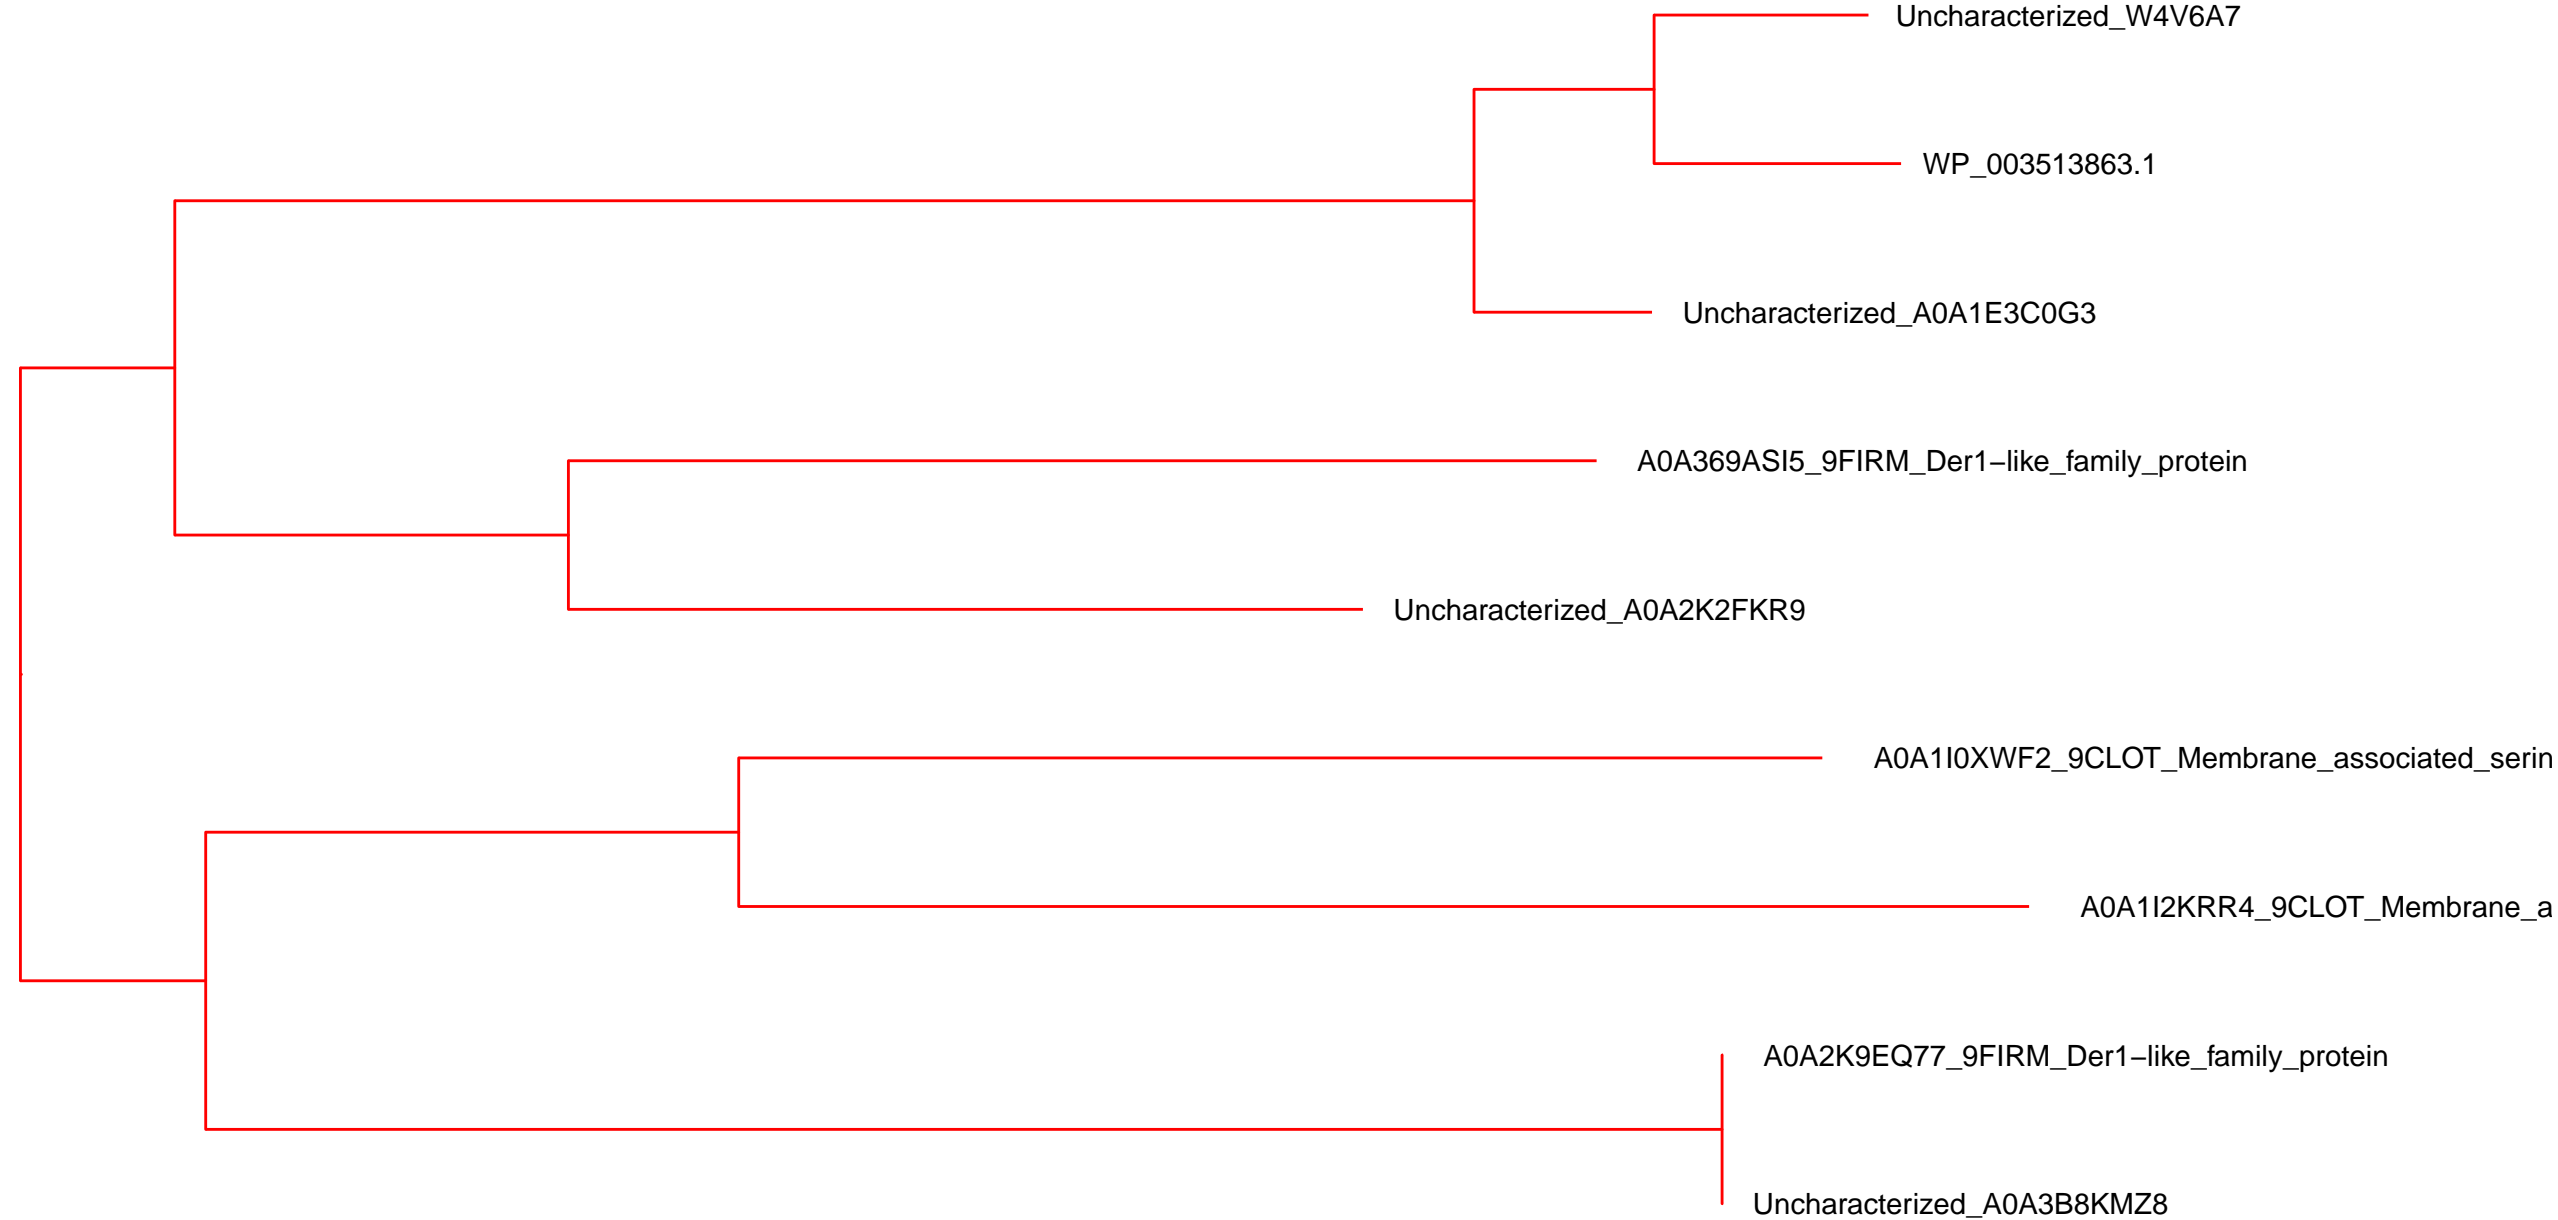 Uncharacterized_W4V6A7
WP_003513863.1
Uncharacterized_A0A1E3C0G3
A0A369ASI5_9FIRM_Der1−like_family_protein
Uncharacterized_A0A2K2FKR9
A0A1I0XWF2_9CLOT_Membrane_associated_serin
A0A1I2KRR4_9CLOT_Membrane_a
A0A2K9EQ77_9FIRM_Der1−like_family_protein
Uncharacterized_A0A3B8KMZ8